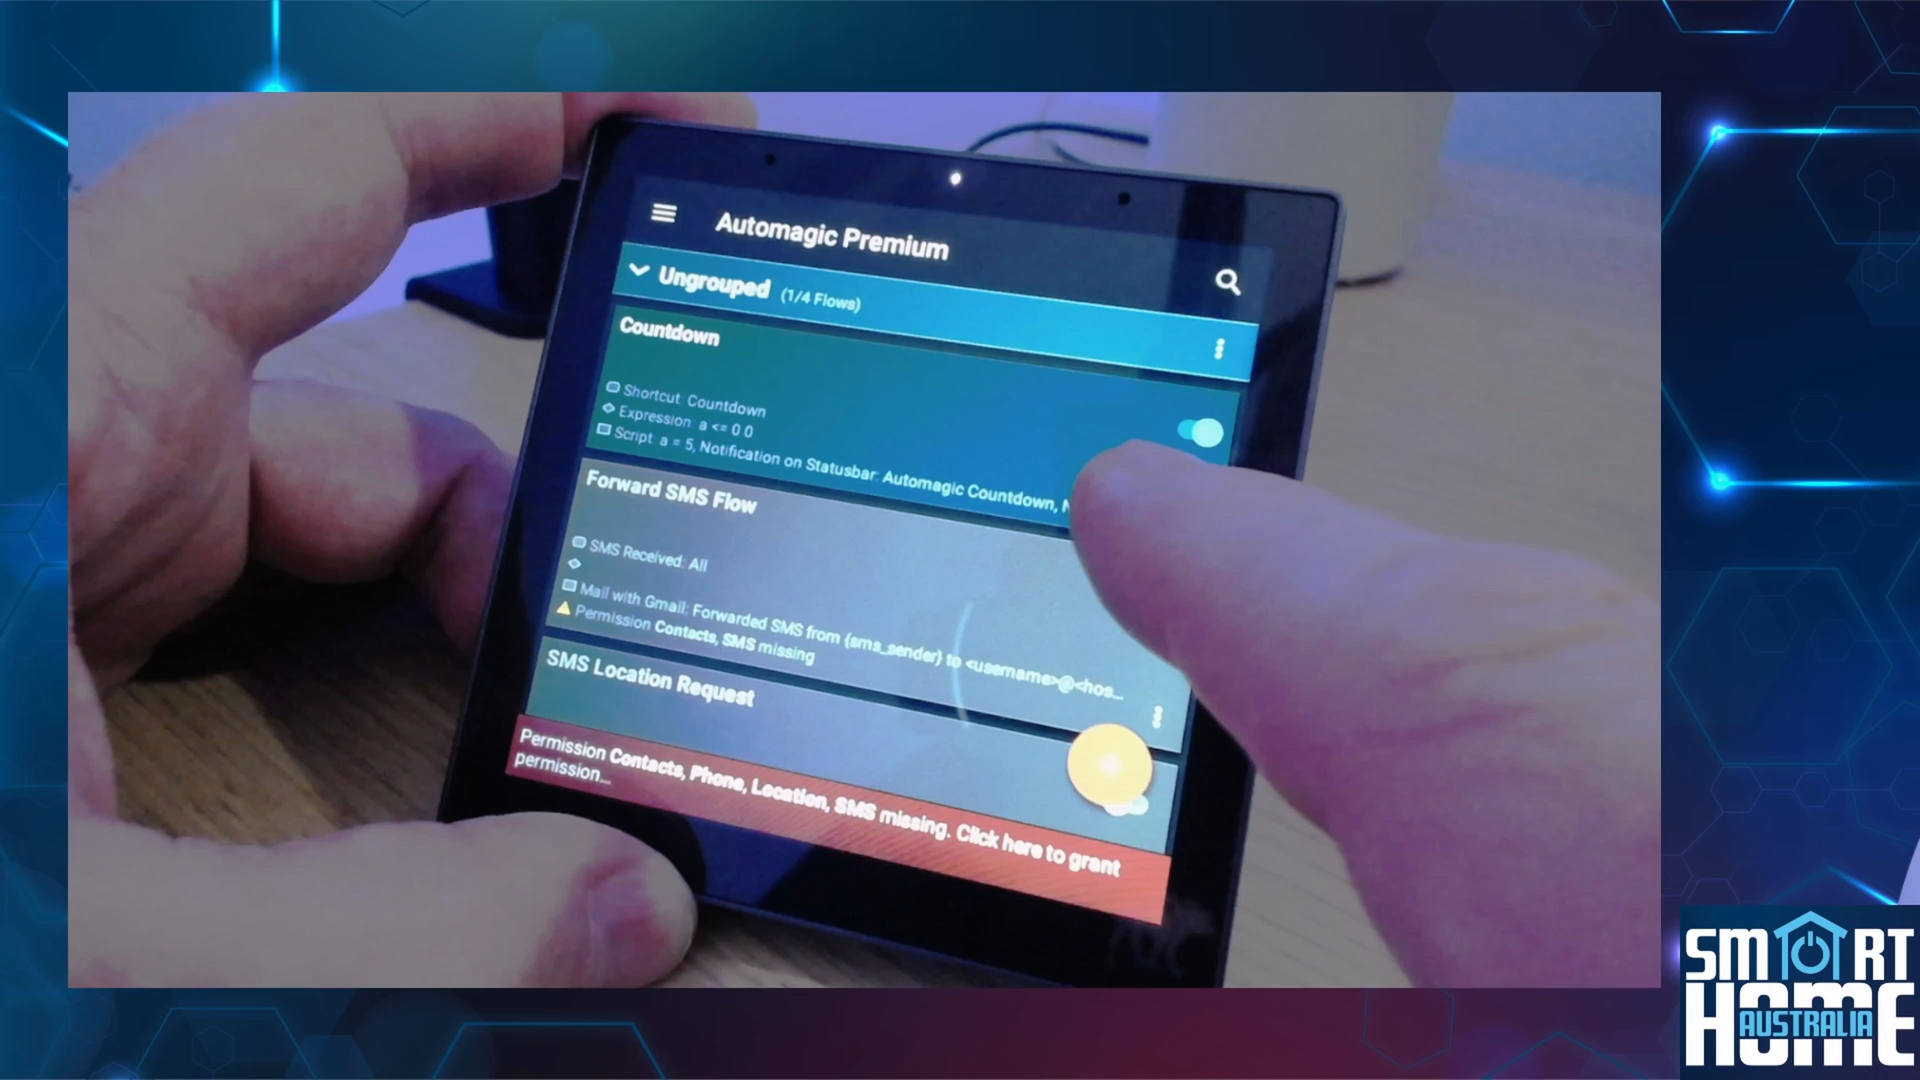 Automagic Premium
Ungrouped (1/4 Flows)
Countdown
Shortcut: Countdown
Expression: a <= 0.0
Script: a = 5, Notification on Statusbar: Automagic Countdown,
Forward SMS Flow
SMS Received: All
Mail with Gmail: Forwarded SMS from {sms_sender} to <username>@<hos...
Permission Contacts, SMS missing
SMS Location Request
Permission Contacts, Phone, Location, SMS missing. Click here to grant
permission...
SMART
HOME
AUSTRALIA